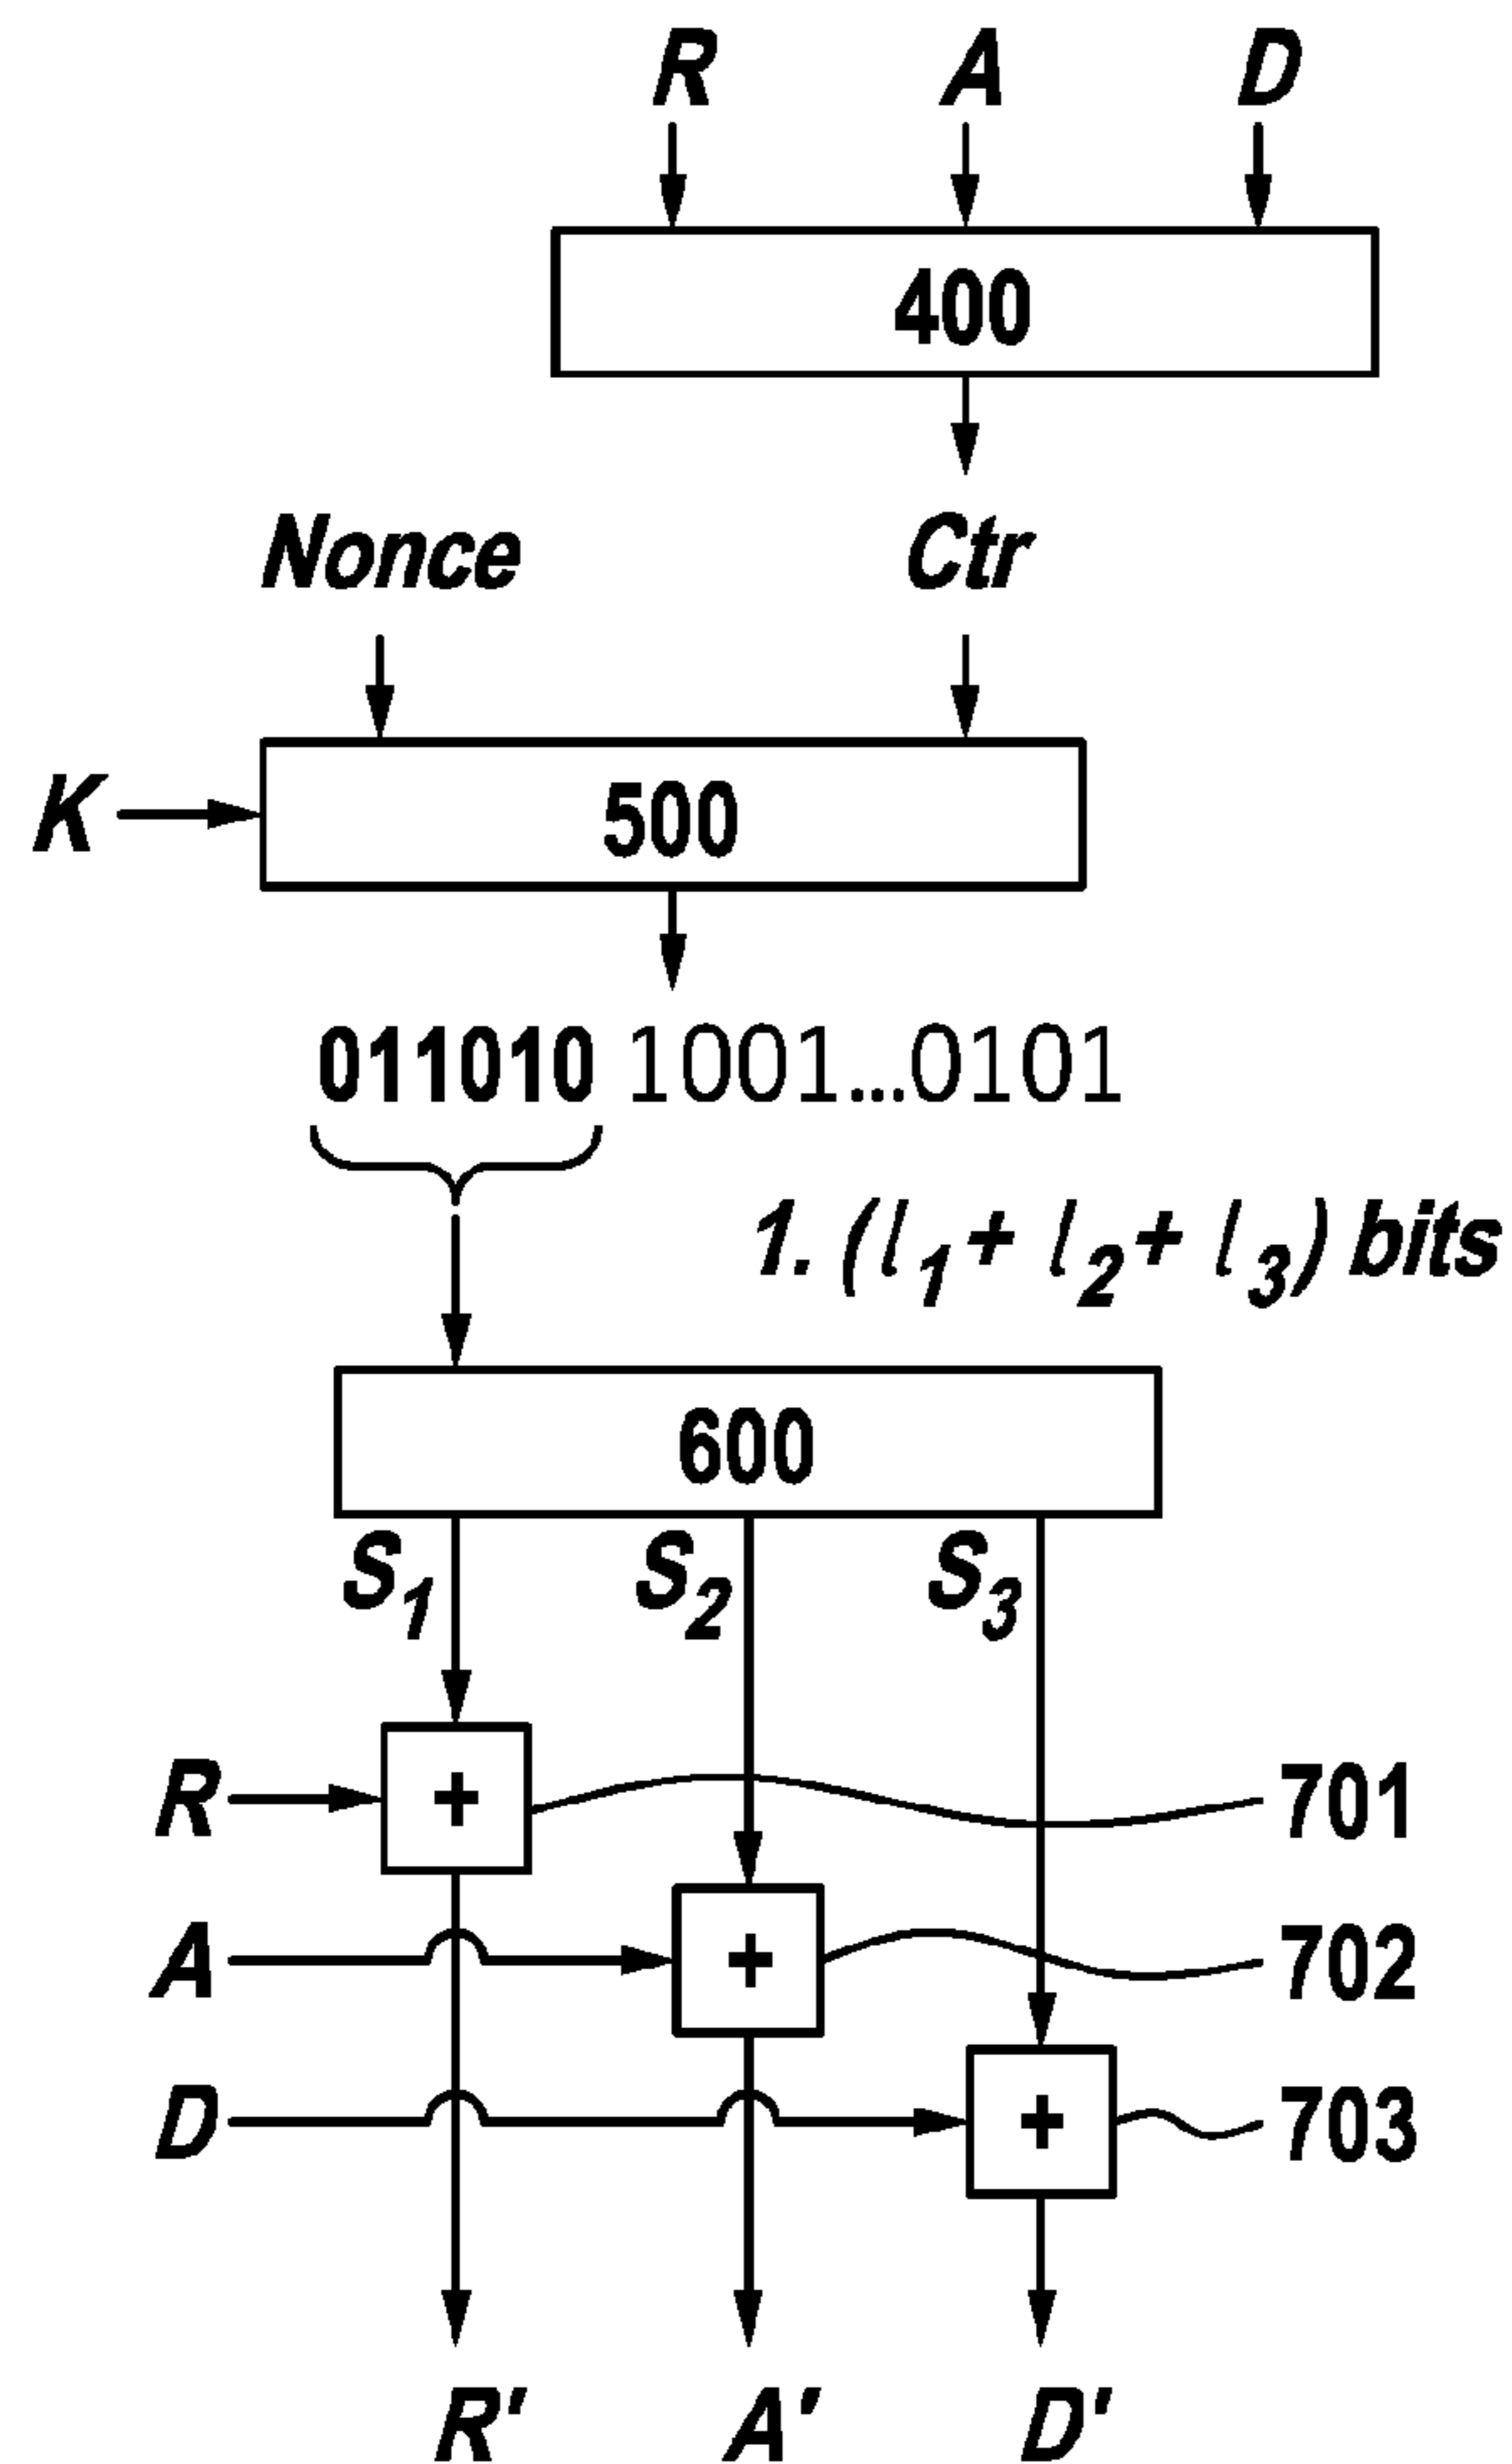 R A D
400
Nonce Ctr
K 500
011010 1001...0101
1. (l1+ l2+ l3) bits
600
S1 S2 S3
R + 701
A + 702
D + 703
R' A' D'